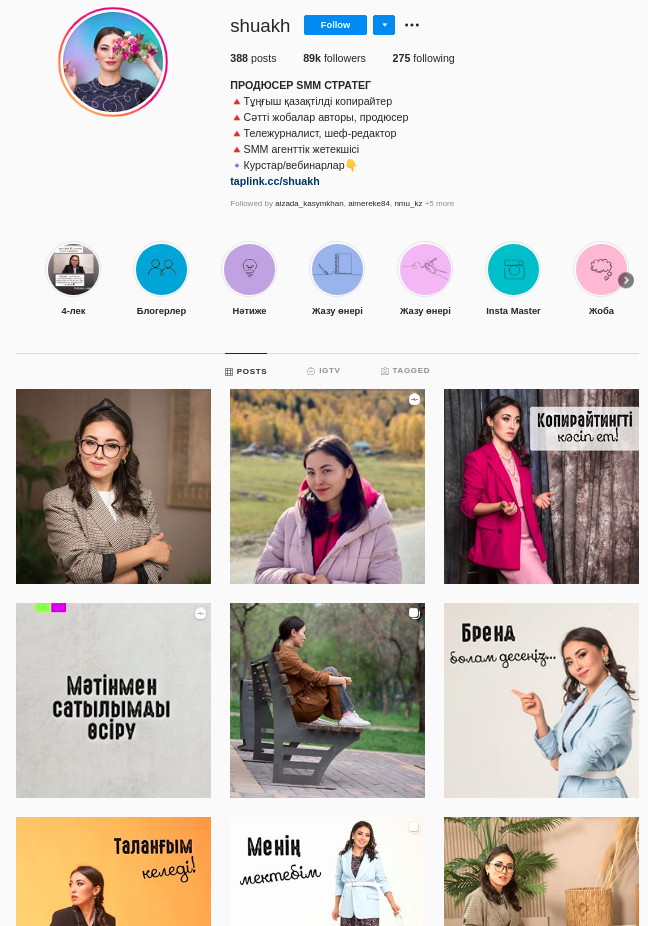 shuakh Follow
388 posts 89k followers 275 following
ПРОДЮСЕР SMM СТРАТЕГ
🔺Тұңғыш қазақтілді копирайтер
🔺Сәтті жобалар авторы, продюсер
🔺Тележурналист, шеф-редактор
🔺SMM агенттік жетекшісі
🔹Курстар/вебинарлар👇
taplink.cc/shuakh
Followed by aizada_kasymkhan, aimereke84, nmu_kz +5 more
4-лек Блогерлер Нәтиже Жазу өнері Жазу өнері Insta Master Жоба
POSTS IGTV TAGGED
Копирайтингті
кәсіп ет!
Мәтінмен
сатылымды
өсіру
Бренд
болам десеңіз...
Талағым
келеді!
Менің
мектебім